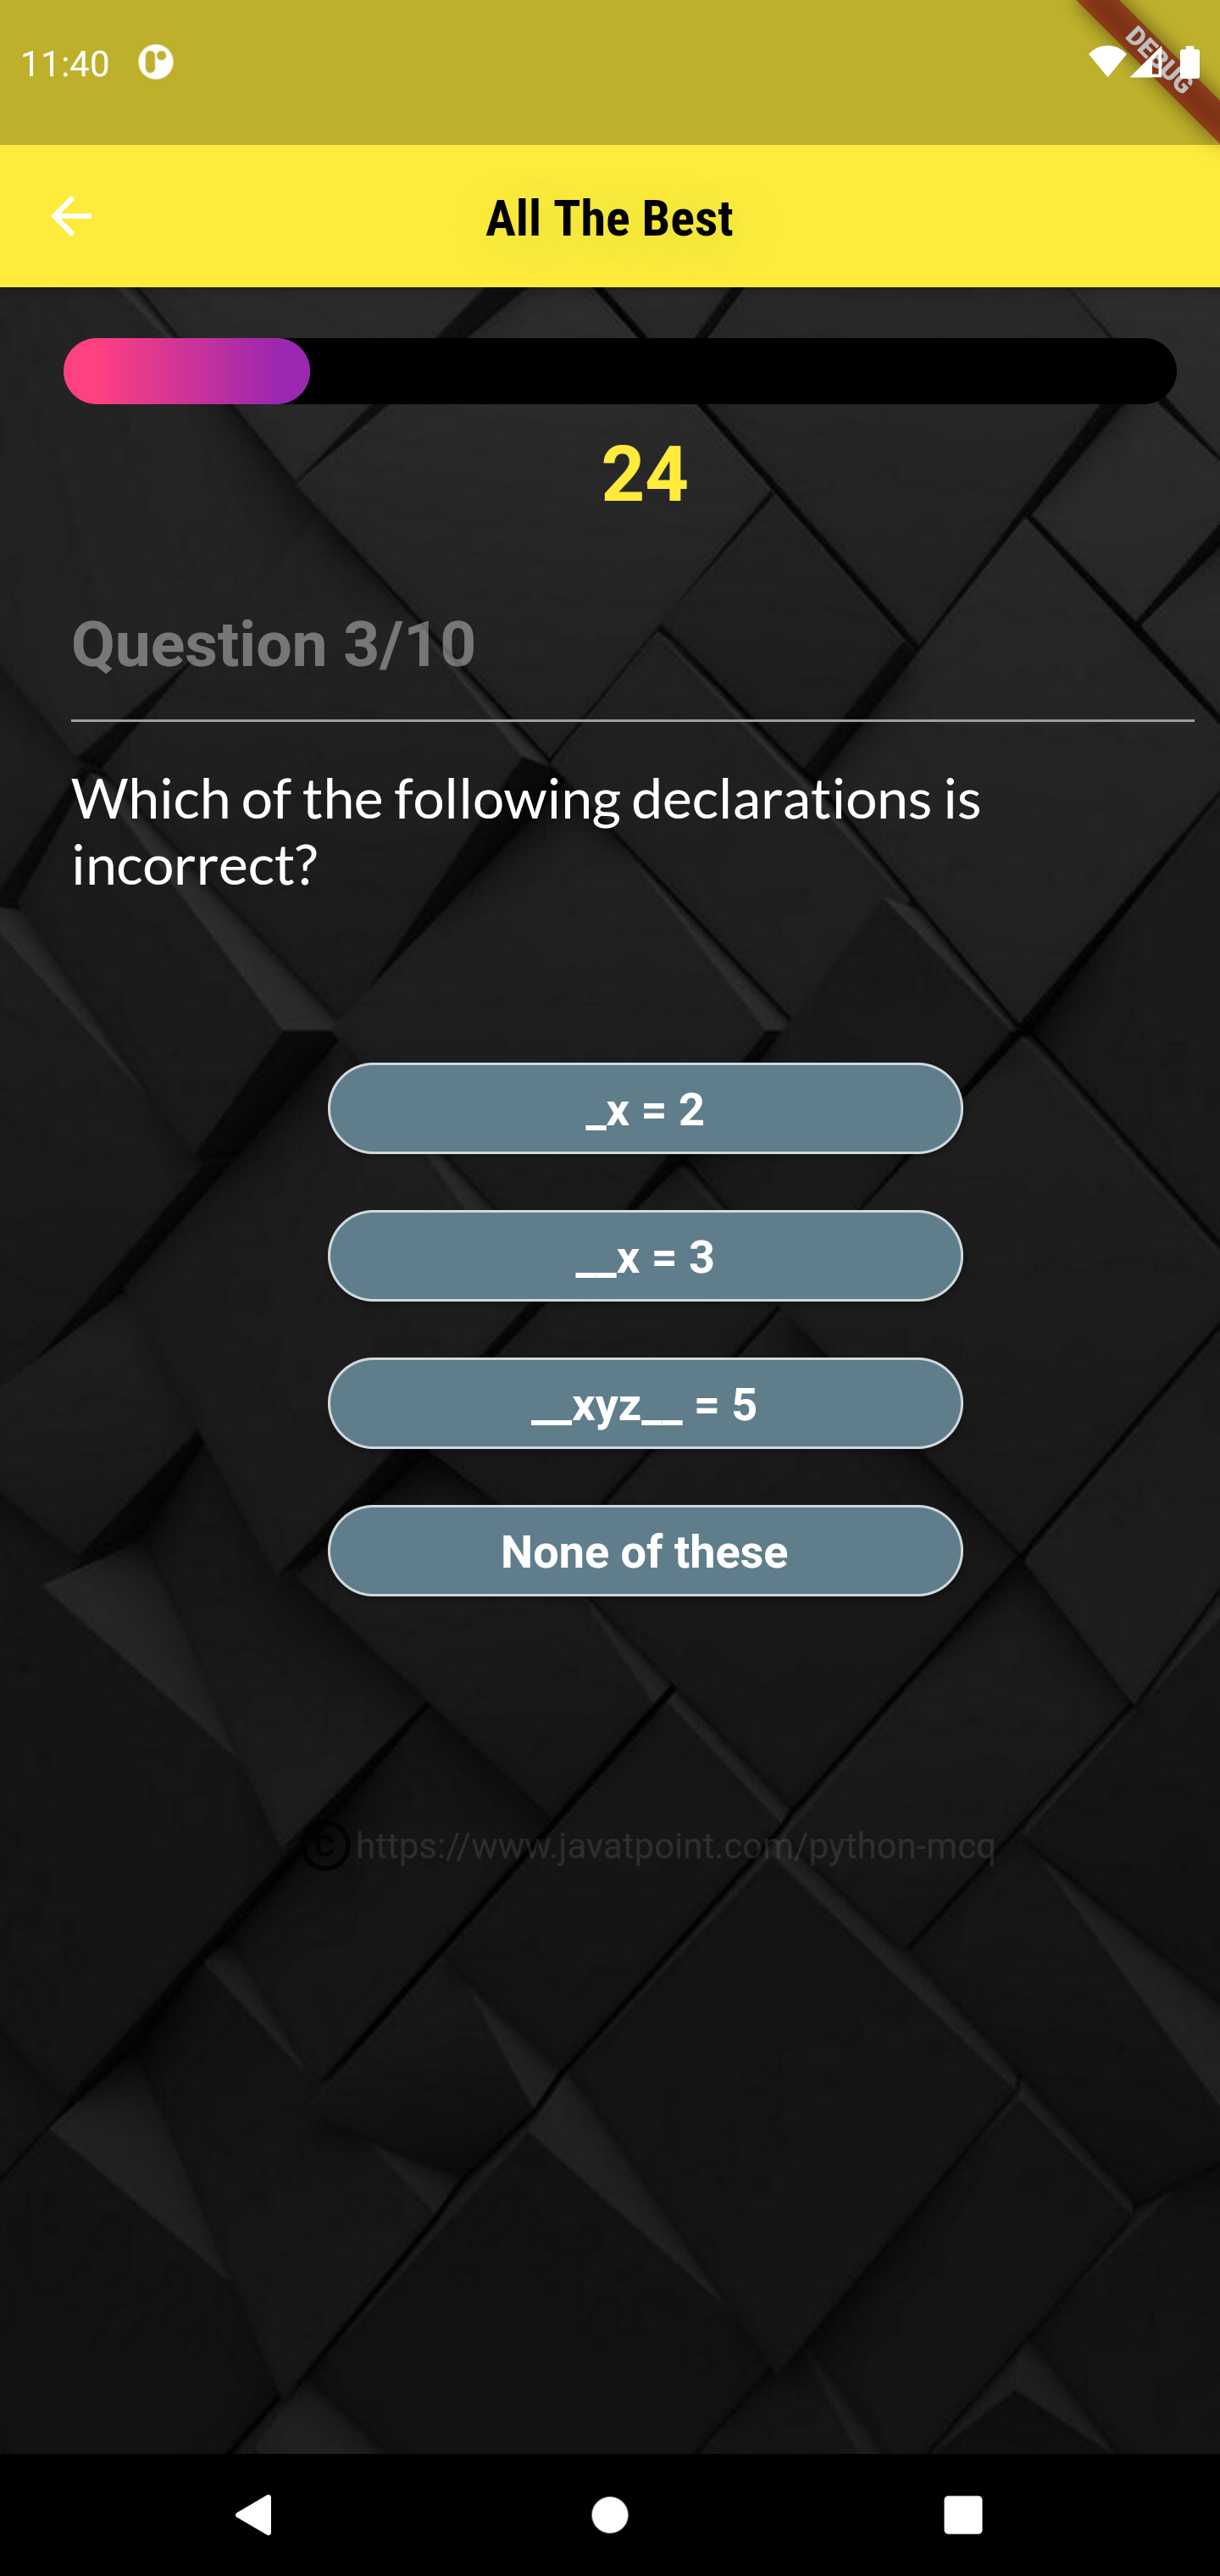 11:40
DEBUG
All The Best
24
Question 3/10
Which of the following declarations is
incorrect?
_x = 2
__x = 3
__xyz__ = 5
None of these
© https://www.javatpoint.com/python-mcq